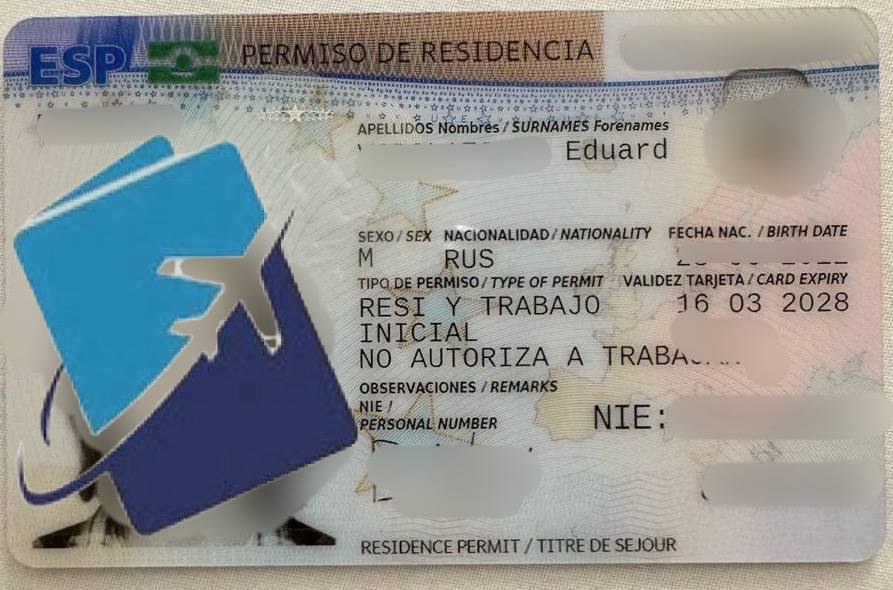 ESP PERMISO DE RESIDENCIA
APELLIDOS Nombres / SURNAMES Forenames
Eduard
SEXO / SEX NACIONALIDAD / NATIONALITY FECHA NAC. / BIRTH DATE
M RUS
TIPO DE PERMISO / TYPE OF PERMIT VALIDEZ TARJETA / CARD EXPIRY
RESI Y TRABAJO 16 03 2028
INICIAL
NO AUTORIZA A
OBSERVACIONES / REMARKS
NIE /
PERSONAL NUMBER NIE:
RESIDENCE PERMIT / TITRE DE SEJOUR